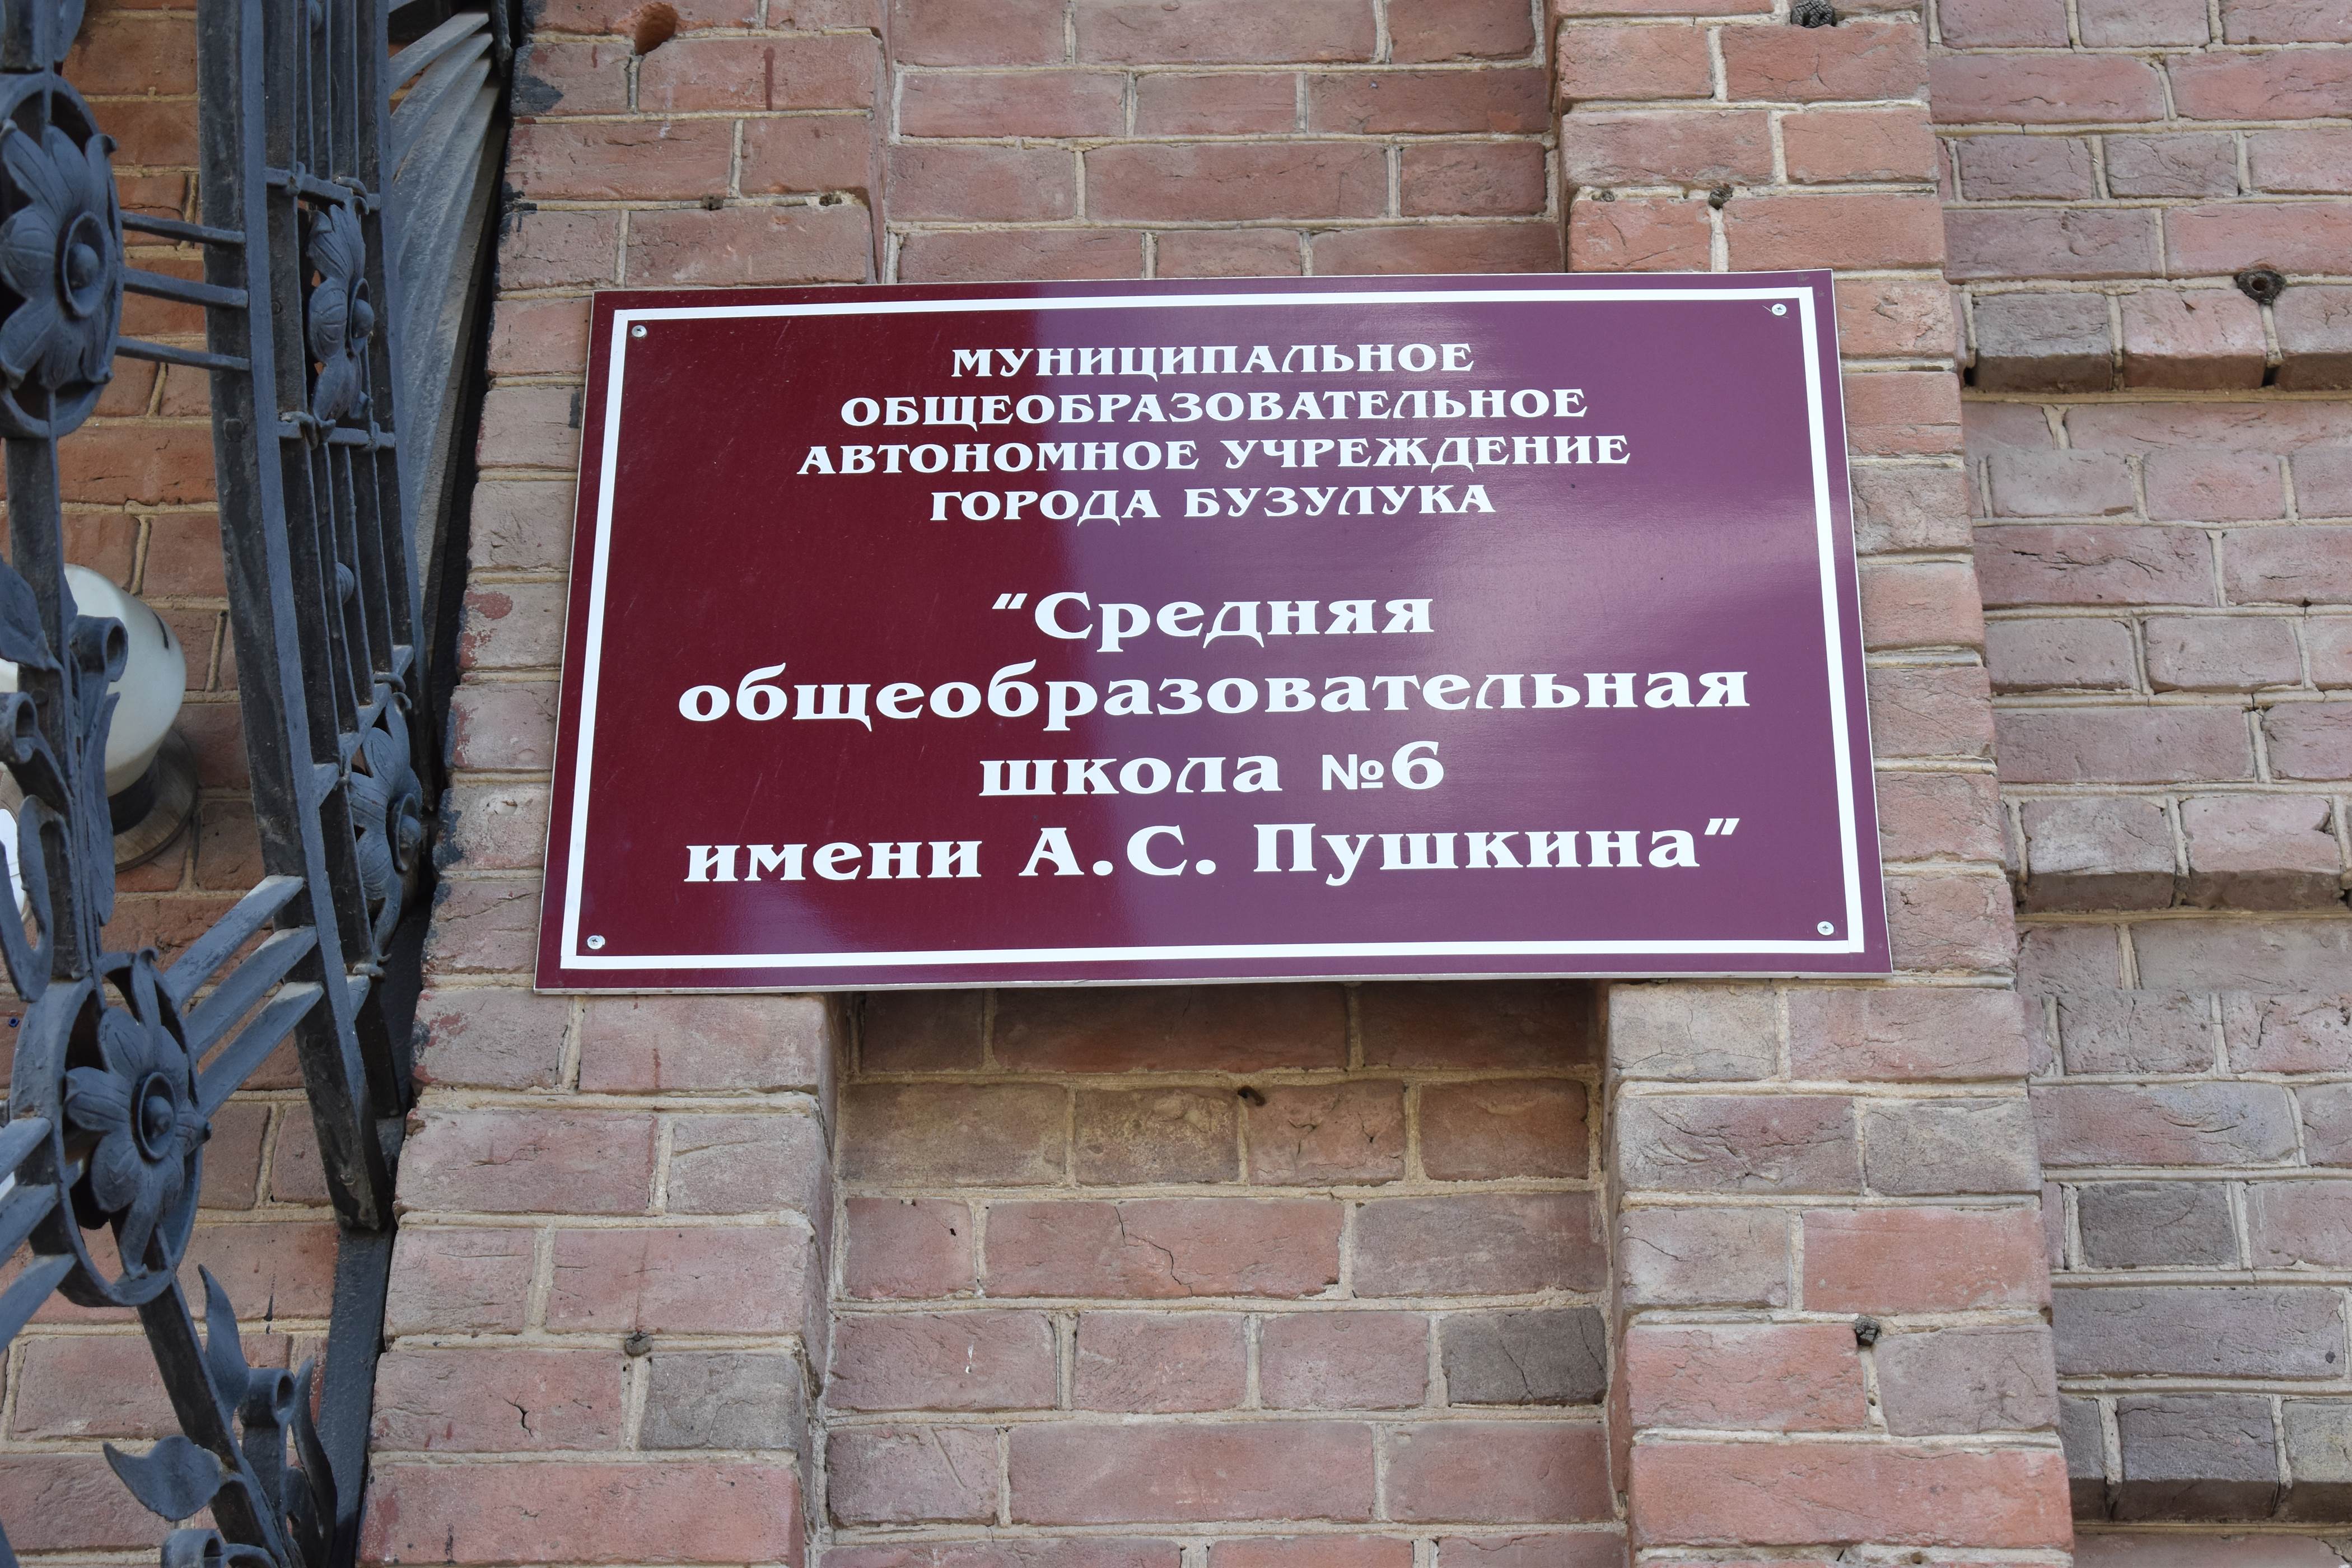 МУНИЦИПАЛЬНОЕ
ОБЩЕОБРАЗОВАТЕЛЬНОЕ
АВТОНОМНОЕ УЧРЕЖДЕНИЕ
ГОРОДА БУЗУЛУКА
"Средняя
общеобразовательная
школа №6
имени А.С. Пушкина"